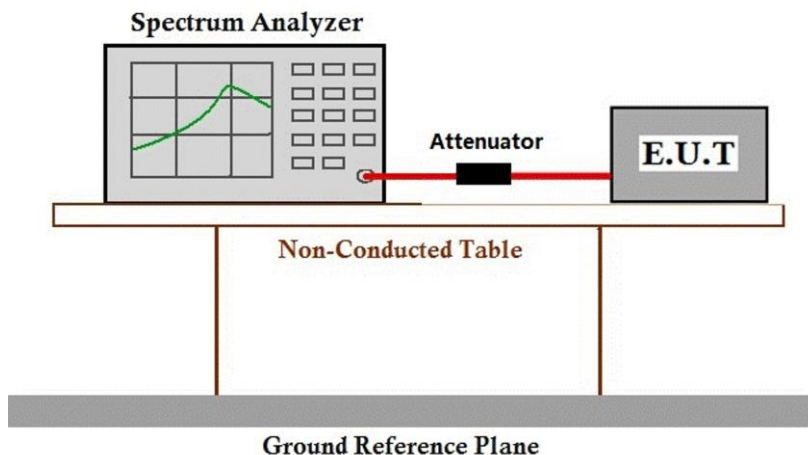 Spectrum Analyzer
Attenuator
E.U.T
Non-Conducted Table
Ground Reference Plane